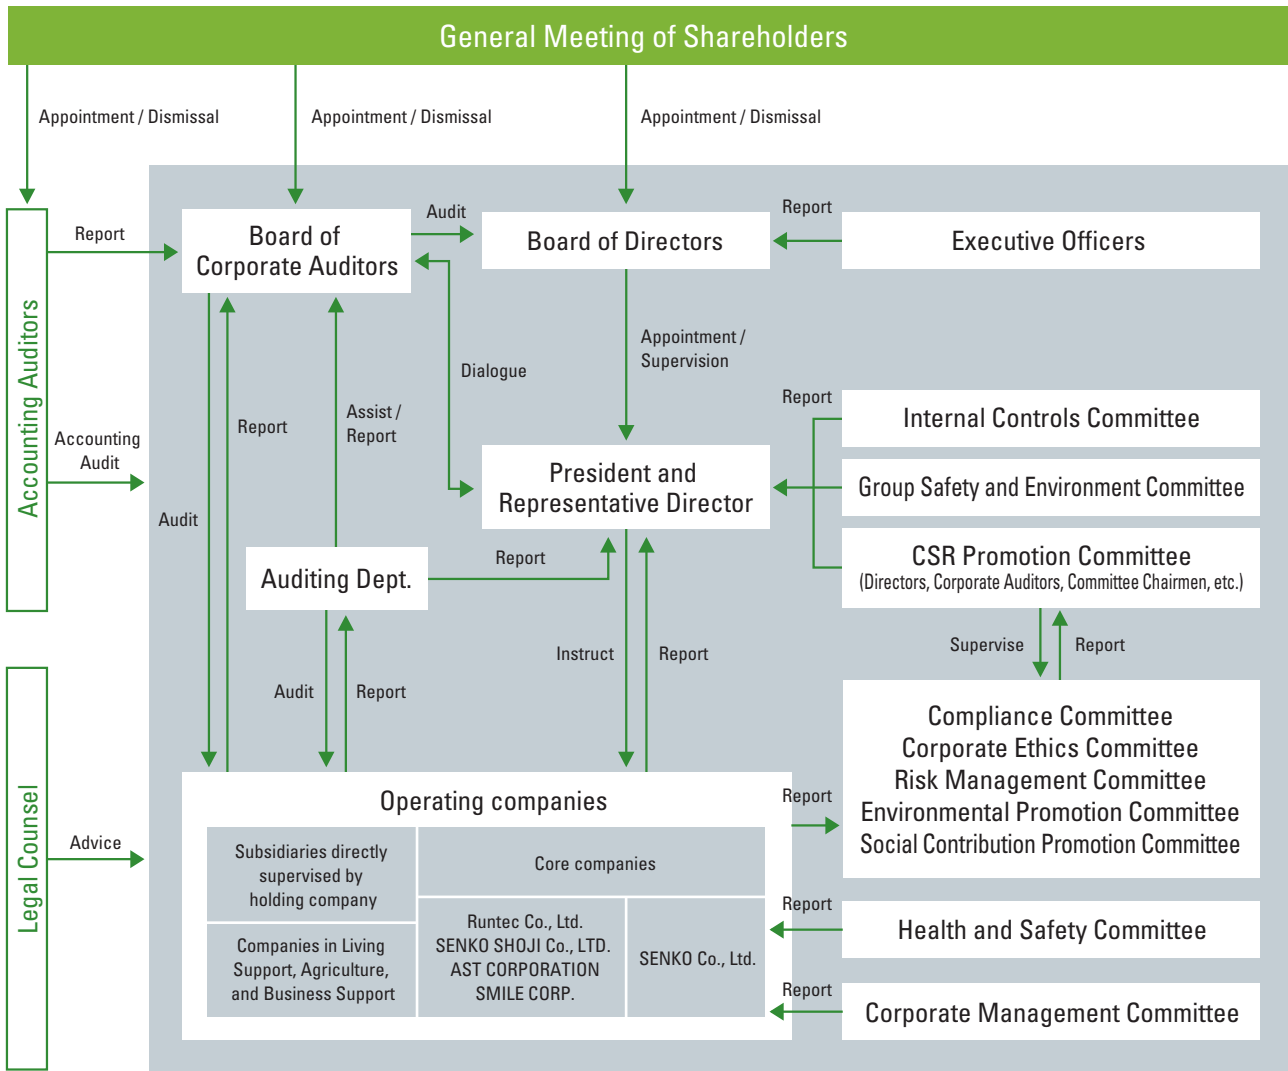 General Meeting of Shareholders
Appointment / Dismissal
Appointment / Dismissal
Appointment / Dismissal
Accounting Auditors
Report
Accounting
Audit
Legal Counsel
Advice
Board of
Corporate Auditors
Audit
Board of Directors
Report
Executive Officers
Appointment /
Supervision
Dialogue
Assist /
Report
Report
Audit
President and
Representative Director
Report
Internal Controls Committee
Group Safety and Environment Committee
CSR Promotion Committee
(Directors, Corporate Auditors, Committee Chairmen, etc.)
Auditing Dept.
Report
Audit
Report
Instruct
Report
Supervise
Report
Compliance Committee
Corporate Ethics Committee
Risk Management Committee
Environmental Promotion Committee
Social Contribution Promotion Committee
Operating companies
Report
Subsidiaries directly
supervised by
holding company
Core companies
Companies in Living
Support, Agriculture,
and Business Support
Runtec Co., Ltd.
SENKO SHOJI Co., LTD.
AST CORPORATION
SMILE CORP.
SENKO Co., Ltd.
Report
Health and Safety Committee
Report
Corporate Management Committee